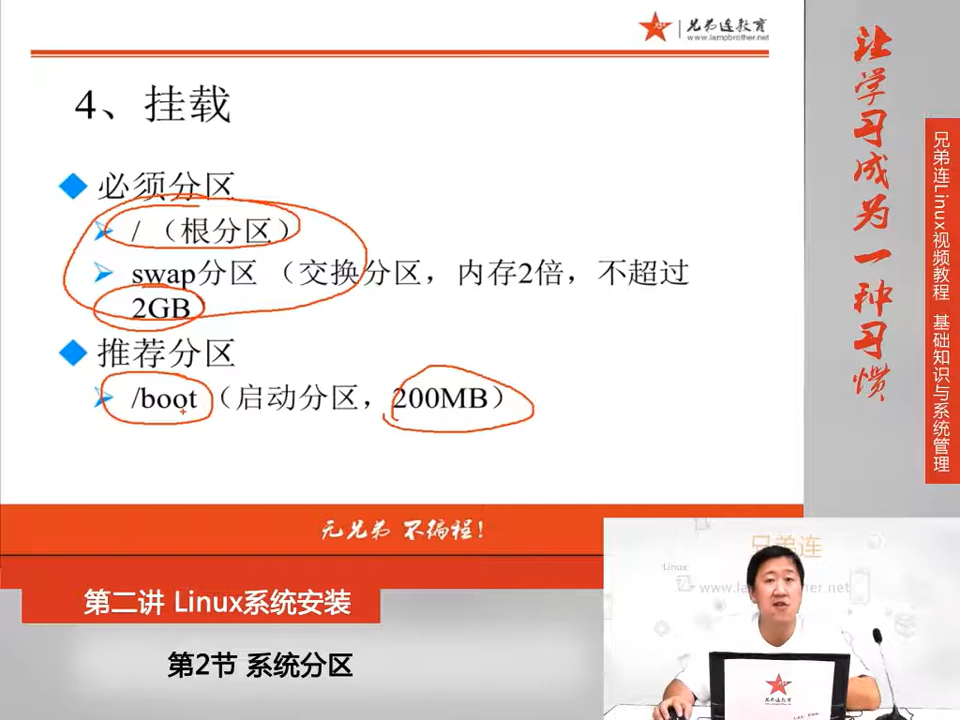 兄弟连教育
www.lampbrother.net
4、挂载
必须分区
/（根分区）
swap分区（交换分区，内存2倍，不超过
2GB
推荐分区
/boot（启动分区，200MB）
无兄弟 不编程！
第二讲 Linux系统安装
第2节 系统分区
让学习成为一种习惯
兄弟连Linux视频教程 基础知识与系统管理
兄弟连
Linux